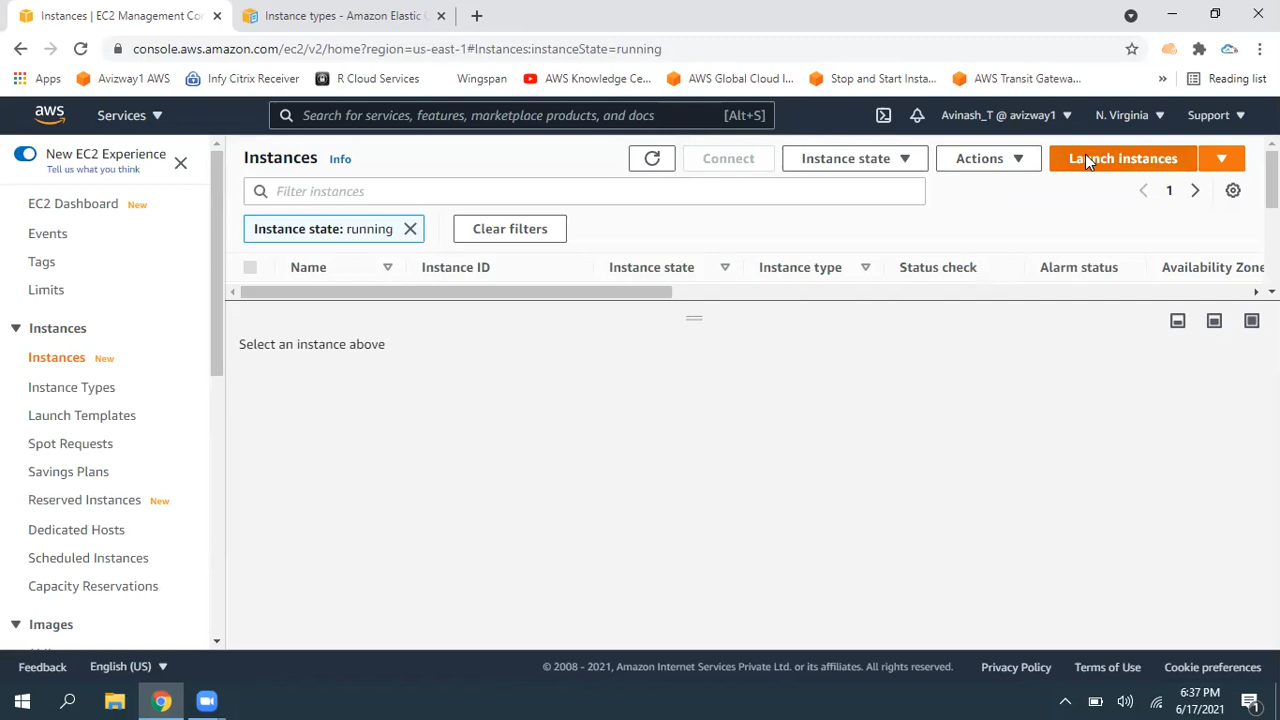 Instances | EC2 Management Con
Instance types - Amazon Elastic C
console.aws.amazon.com/ec2/v2/home?region=us-east-1#Instances:instanceState=running
Apps
Avizway1 AWS
Info Citrix Receiver
R Cloud Services
Wingspan
AWS Knowledge Ce...
AWS Global Cloud I...
Stop and Start Insta...
AWS Transit Gatewa...
»
Reading list
aws
Services
Search for services, features, marketplace products, and docs
[Alt+S]
Avinash_T @ avizway1
N. Virginia
Support
New EC2 Experience
Tell us what you think
Instances
Info
Connect
Instance state
Actions
Launch instances
Filter instances
1
Instance state: running
Clear filters
Name
Instance ID
Instance state
Instance type
Status check
Alarm status
Availability Zone
Select an instance above
EC2 Dashboard New
Events
Tags
Limits
Instances
Instances New
Instance Types
Launch Templates
Spot Requests
Savings Plans
Reserved Instances New
Dedicated Hosts
Scheduled Instances
Capacity Reservations
Images
Feedback
English (US)
© 2008 - 2021, Amazon Internet Services Private Ltd. or its affiliates. All rights reserved.
Privacy Policy
Terms of Use
Cookie preferences
6:37 PM
6/17/2021
1